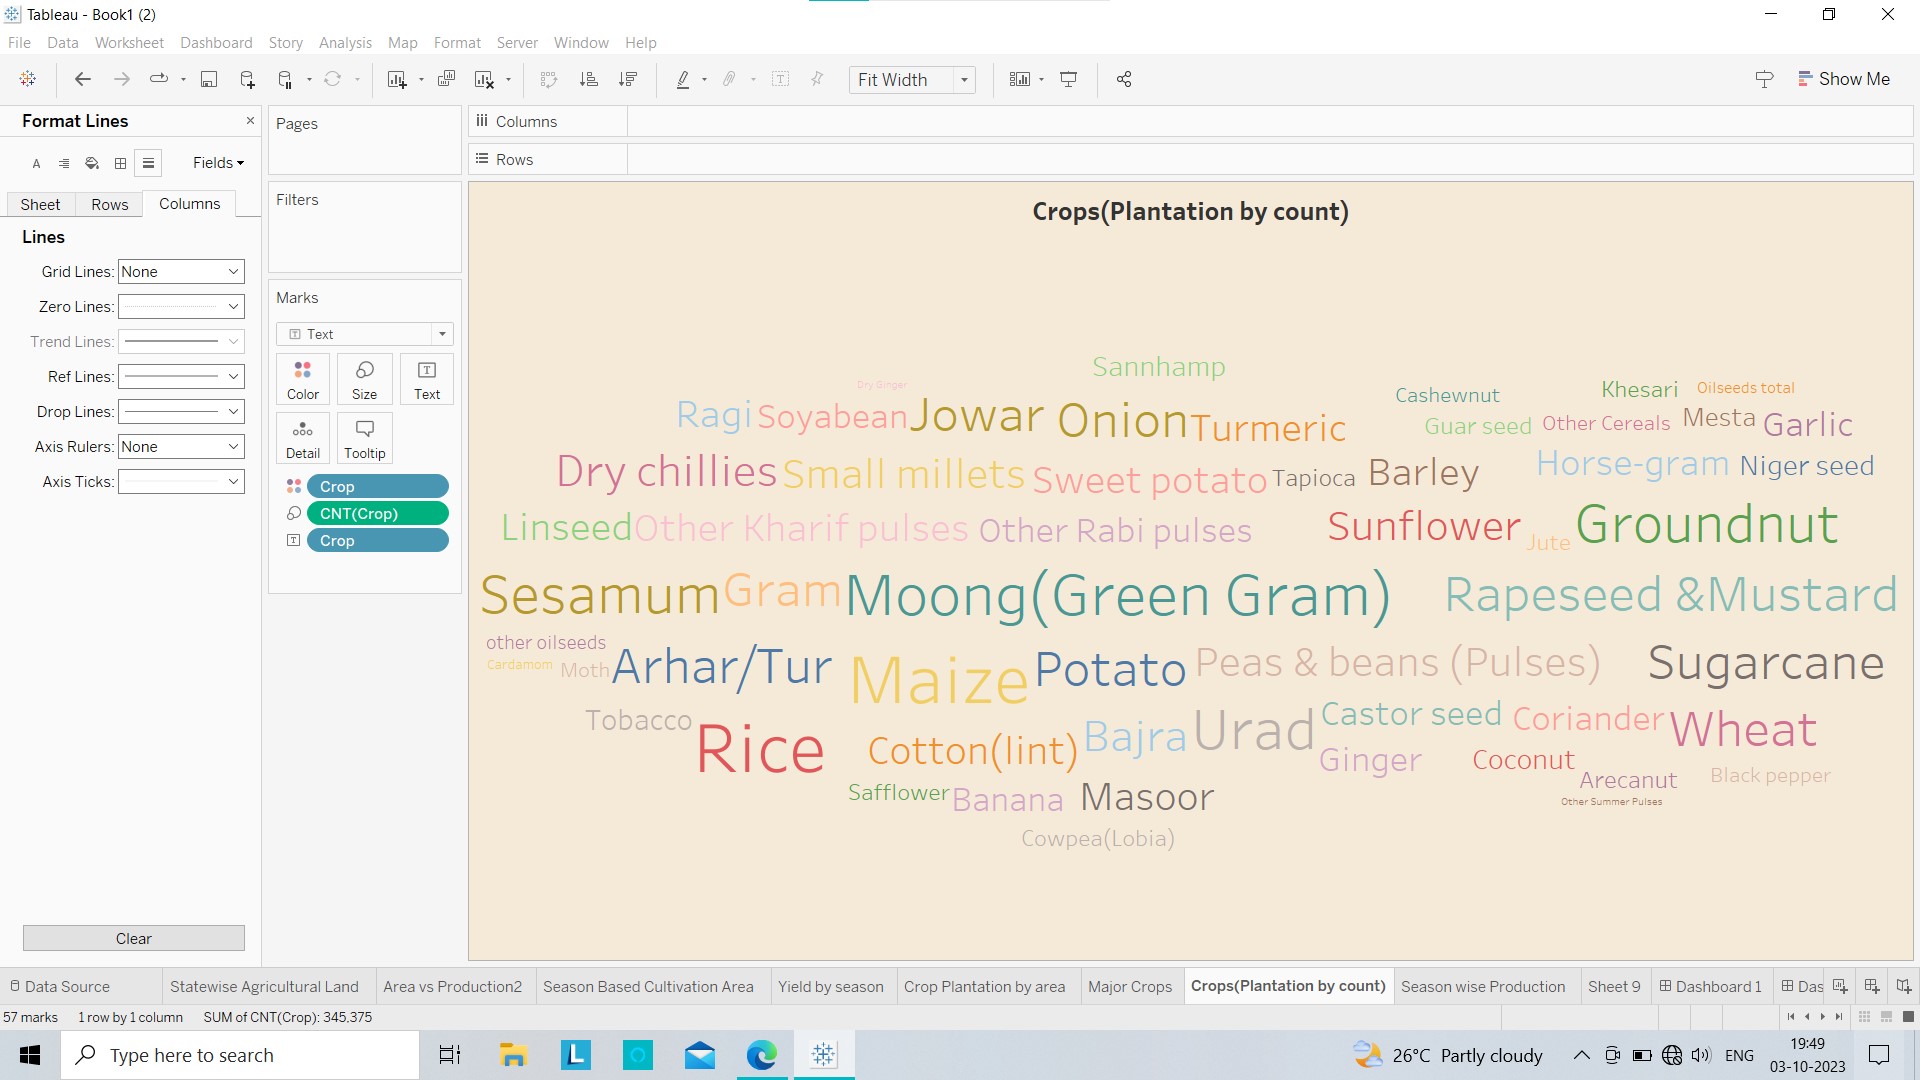 Tableau - Book1 (2)
File Data Worksheet Dashboard Story Analysis Map Format Server Window Help
Fit Width
Show Me
Format Lines
Fields
Sheet Rows Columns
Lines
Grid Lines: None
Zero Lines:
Trend Lines:
Ref Lines:
Drop Lines:
Axis Rulers: None
Axis Ticks:
Clear
Pages
Filters
Marks
Text
Color Size Text
Detail Tooltip
Crop
CNT(Crop)
Crop
Columns
Rows
Crops(Plantation by count)
Sannhamp
Dry Ginger Cashewnut Khesari Oilseeds total
Ragi Soyabean Jowar Onion Turmeric Guar seed Other Cereals Mesta Garlic
Dry chillies Small millets Sweet potato Tapioca Barley Horse-gram Niger seed
Linseed Other Kharif pulses Other Rabi pulses Sunflower Jute Groundnut
Sesamum Gram Moong(Green Gram) Rapeseed &Mustard
other oilseeds
Cardamom Moth Arhar/Tur Maize Potato Peas & beans (Pulses) Sugarcane
Tobacco Rice Cotton(lint) Bajra Urad Castor seed Coriander Wheat
Ginger Coconut Arecanut Black pepper
Safflower Banana Masoor Other Summer Pulses
Cowpea(Lobia)
Data Source Statewise Agricultural Land Area vs Production2 Season Based Cultivation Area Yield by season Crop Plantation by area Major Crops Crops(Plantation by count) Season wise Production Sheet 9 Dashboard 1 Das
57 marks 1 row by 1 column SUM of CNT(Crop): 345,375
Type here to search
L
26°C Partly cloudy
ENG
19:49
03-10-2023